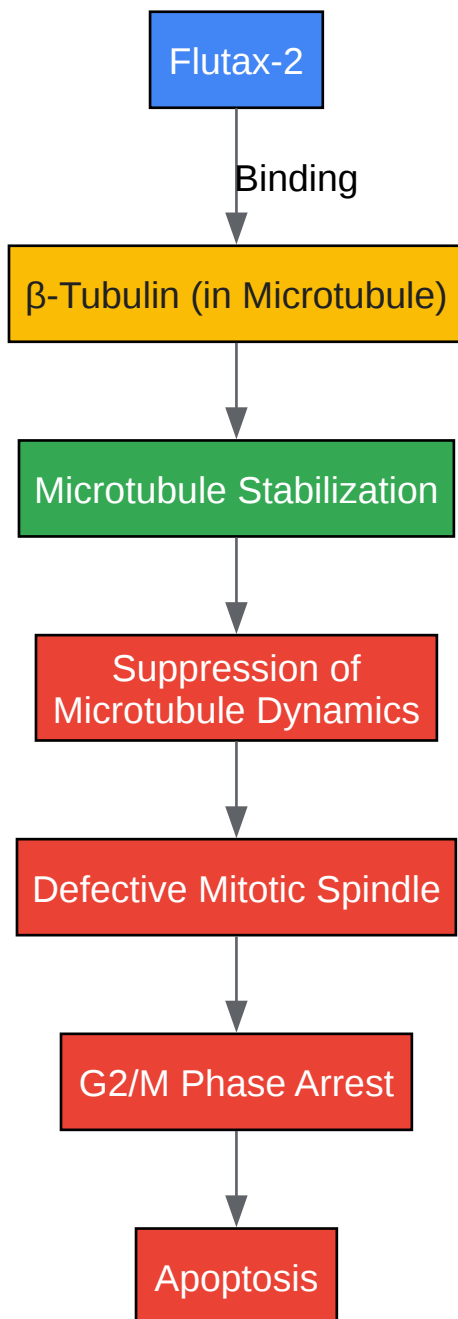 Flutax-2
Binding
β-Tubulin (in Microtubule)
Microtubule Stabilization
Suppression of
Microtubule Dynamics
Defective Mitotic Spindle
G2/M Phase Arrest
Apoptosis